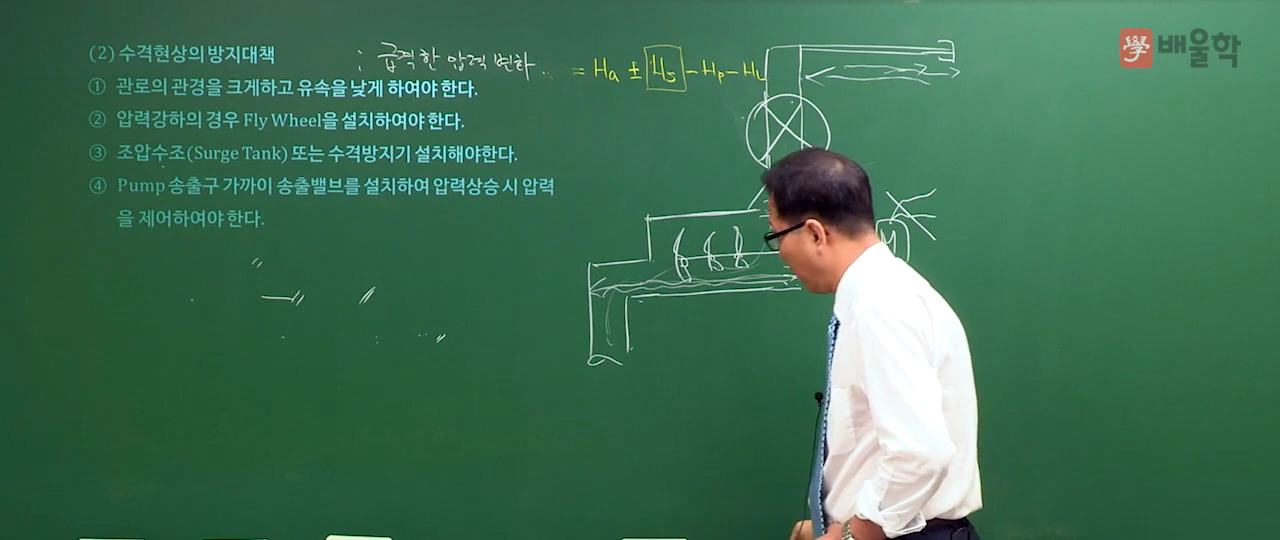 學 배울학
(2) 수격현상의 방지대책
: 급격한 압력 변화 ..
= Ha ± Hs - Hp - HL
① 관로의 관경을 크게하고 유속을 낮게 하여야 한다.
② 압력강하의 경우 Fly Wheel을 설치하여야 한다.
③ 조압수조(Surge Tank) 또는 수격방지기 설치해야한다.
④ Pump 송출구 가까이 송출밸브를 설치하여 압력상승 시 압력
을 제어하여야 한다.
M